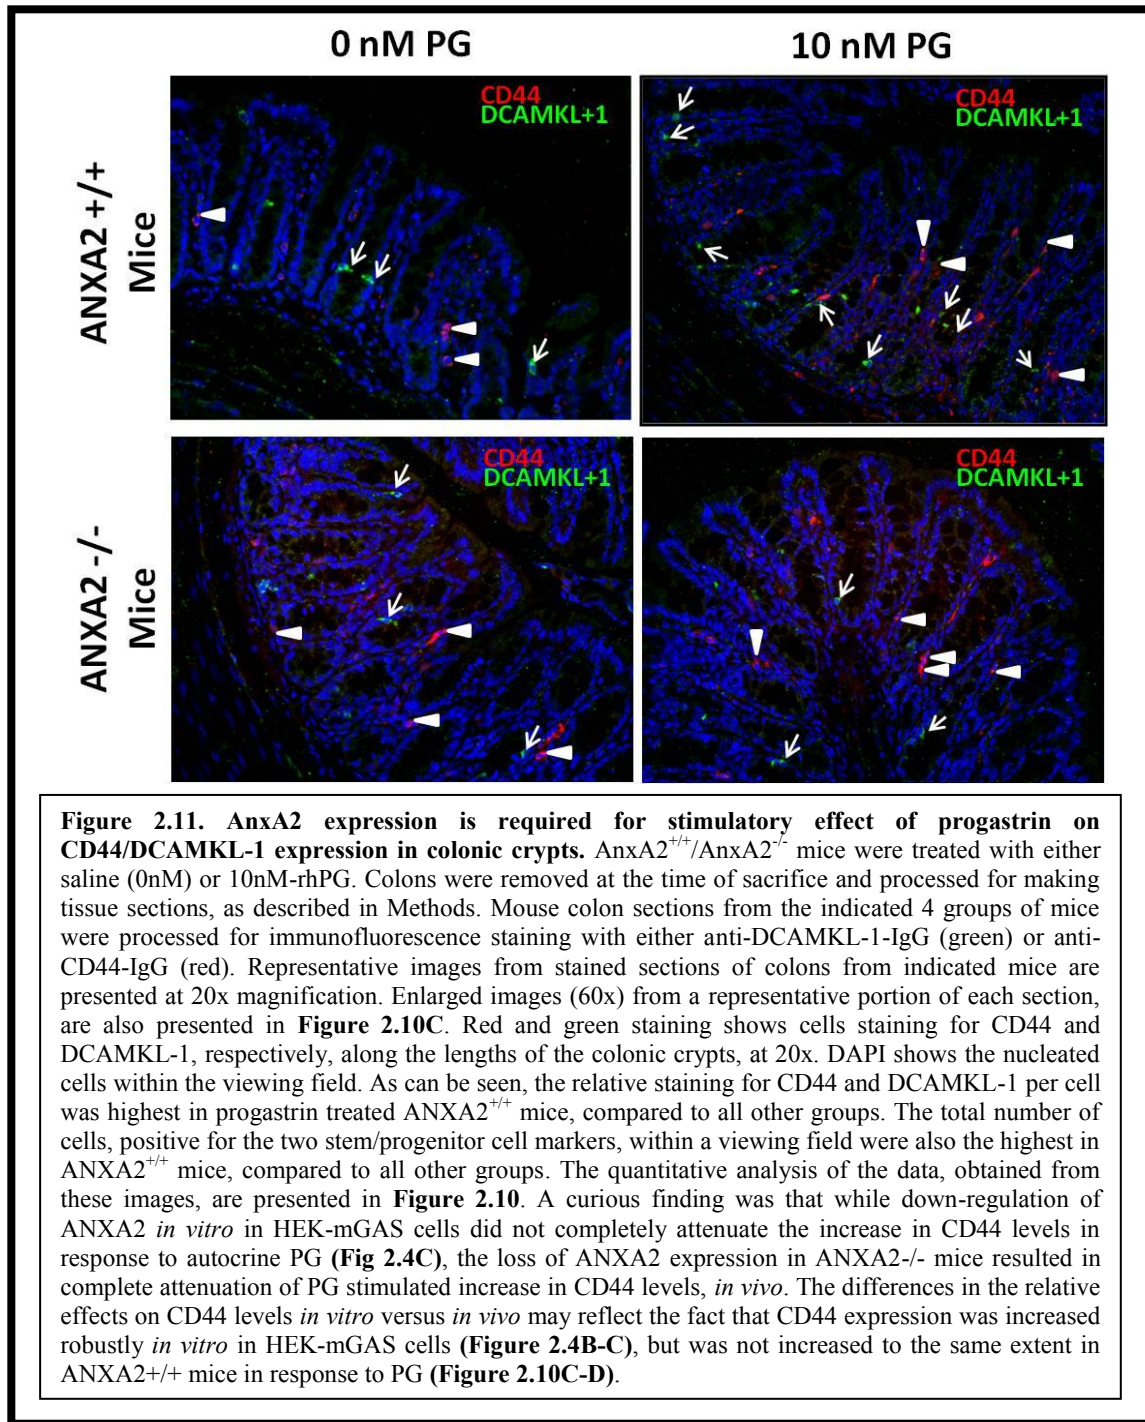 0 nM PG
10 nM PG
ANXA2 +/+
Mice
CD44
DCAMKL+1
CD44
DCAMKL+1
ANXA2 -/-
Mice
CD44
DCAMKL+1
CD44
DCAMKL+1
Figure 2.11. AnxA2 expression is required for stimulatory effect of progastrin on
CD44/DCAMKL-1 expression in colonic crypts. AnxA2+/+/AnxA2-/- mice were treated with either
saline (0nM) or 10nM-rhPG. Colons were removed at the time of sacrifice and processed for making
tissue sections, as described in Methods. Mouse colon sections from the indicated 4 groups of mice
were processed for immunofluorescence staining with either anti-DCAMKL-1-IgG (green) or anti-
CD44-IgG (red). Representative images from stained sections of colons from indicated mice are
presented at 20x magnification. Enlarged images (60x) from a representative portion of each section,
are also presented in Figure 2.10C. Red and green staining shows cells staining for CD44 and
DCAMKL-1, respectively, along the lengths of the colonic crypts, at 20x. DAPI shows the nucleated
cells within the viewing field. As can be seen, the relative staining for CD44 and DCAMKL-1 per cell
was highest in progastrin treated ANXA2+/+ mice, compared to all other groups. The total number of
cells, positive for the two stem/progenitor cell markers, within a viewing field were also the highest in
ANXA2+/+ mice, compared to all other groups. The quantitative analysis of the data, obtained from
these images, are presented in Figure 2.10. A curious finding was that while down-regulation of
ANXA2 in vitro in HEK-mGAS cells did not completely attenuate the increase in CD44 levels in
response to autocrine PG (Fig 2.4C), the loss of ANXA2 expression in ANXA2-/- mice resulted in
complete attenuation of PG stimulated increase in CD44 levels, in vivo. The differences in the relative
effects on CD44 levels in vitro versus in vivo may reflect the fact that CD44 expression was increased
robustly in vitro in HEK-mGAS cells (Figure 2.4B-C), but was not increased to the same extent in
ANXA2+/+ mice in response to PG (Figure 2.10C-D).